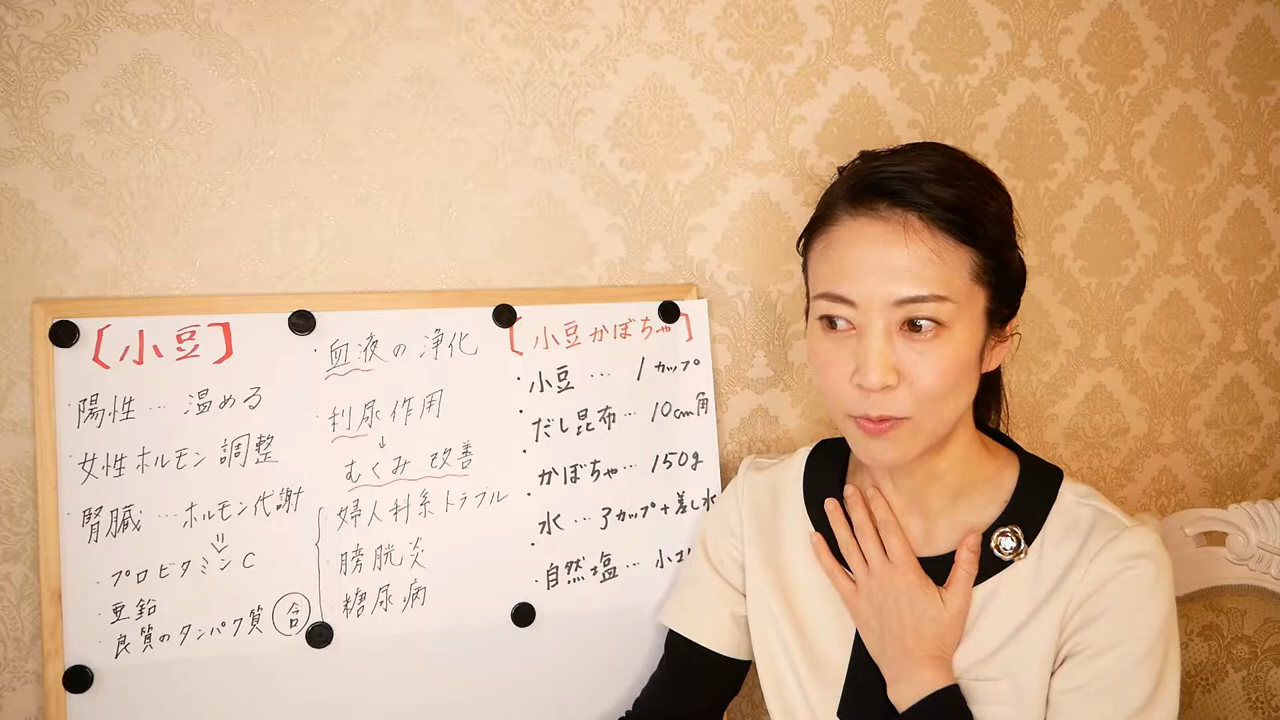 【小豆】
・陽性… 温める
・女性ホルモン 調整
・腎臓…ホルモン代謝
⇓
・プロビタミンC
・亜鉛
・良質のタンパク質 含
・血液の浄化
・利尿作用
↓
むくみ改善
・婦人科系トラブル
・膀胱炎
・糖尿病
【小豆かぼちゃ】
・小豆… 1カップ
・だし昆布… 10cm角
・かぼちゃ… 150g
・水… 3カップ+差し水
・自然塩… 小